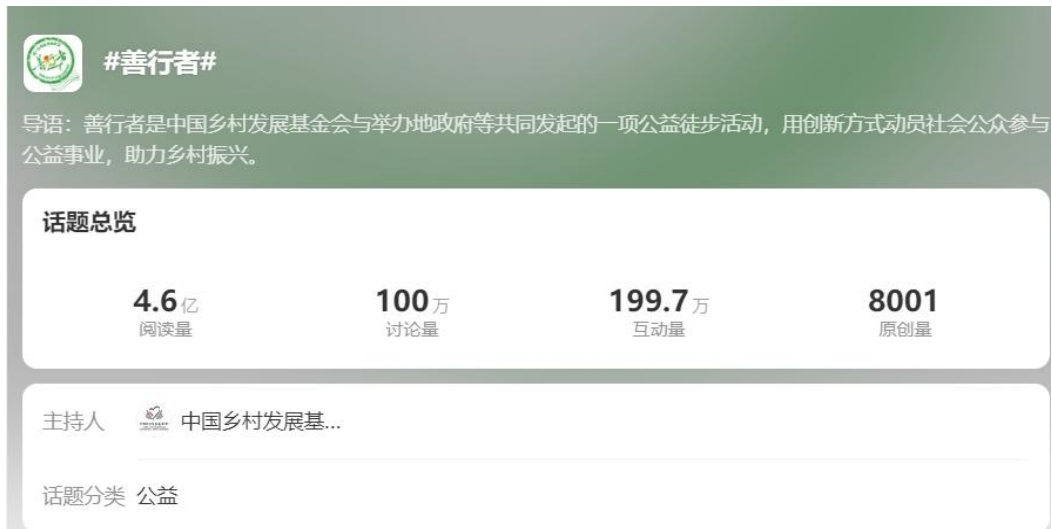 #善行者#
导语：善行者是中国乡村发展基金会与举办地政府等共同发起的一项公益徒步活动，用创新方式动员社会公众参与
公益事业，助力乡村振兴。
话题总览
4.6亿 100万 199.7万 8001
阅读量 讨论量 互动量 原创量
主持人 中国乡村发展基...
话题分类 公益